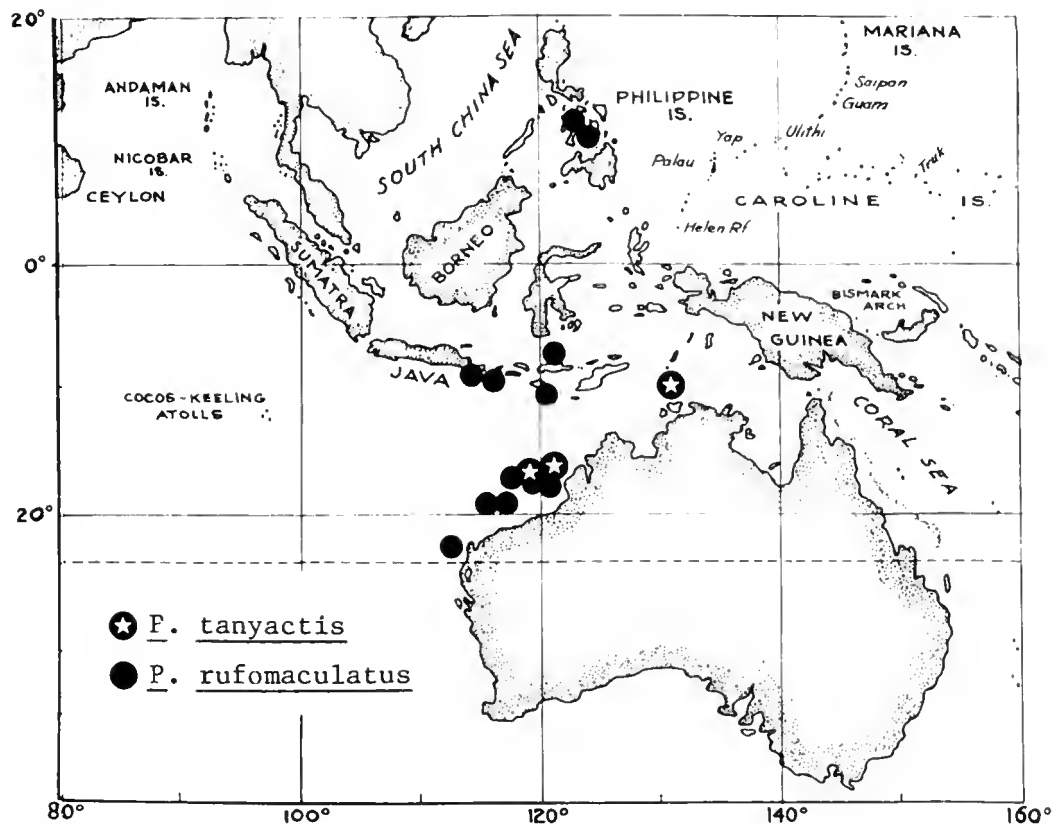 20°
MARIANA
IS.
Saipan
Guam
ANDAMAN
IS.
SOUTH CHINA SEA
PHILIPPINE
IS.
Ulithi
Yap
Truk
Palau
NICOBAR
IS.
CEYLON
CAROLINE IS.
Helen Rf
0°
SUMATRA
BORNEO
BISMARK
ARCH
NEW
GUINEA
JAVA
COCOS-KEELING
ATOLLS
CORAL SEA
20°
P. tanyactis
P. rufomaculatus
80° 100° 120° 140° 160°